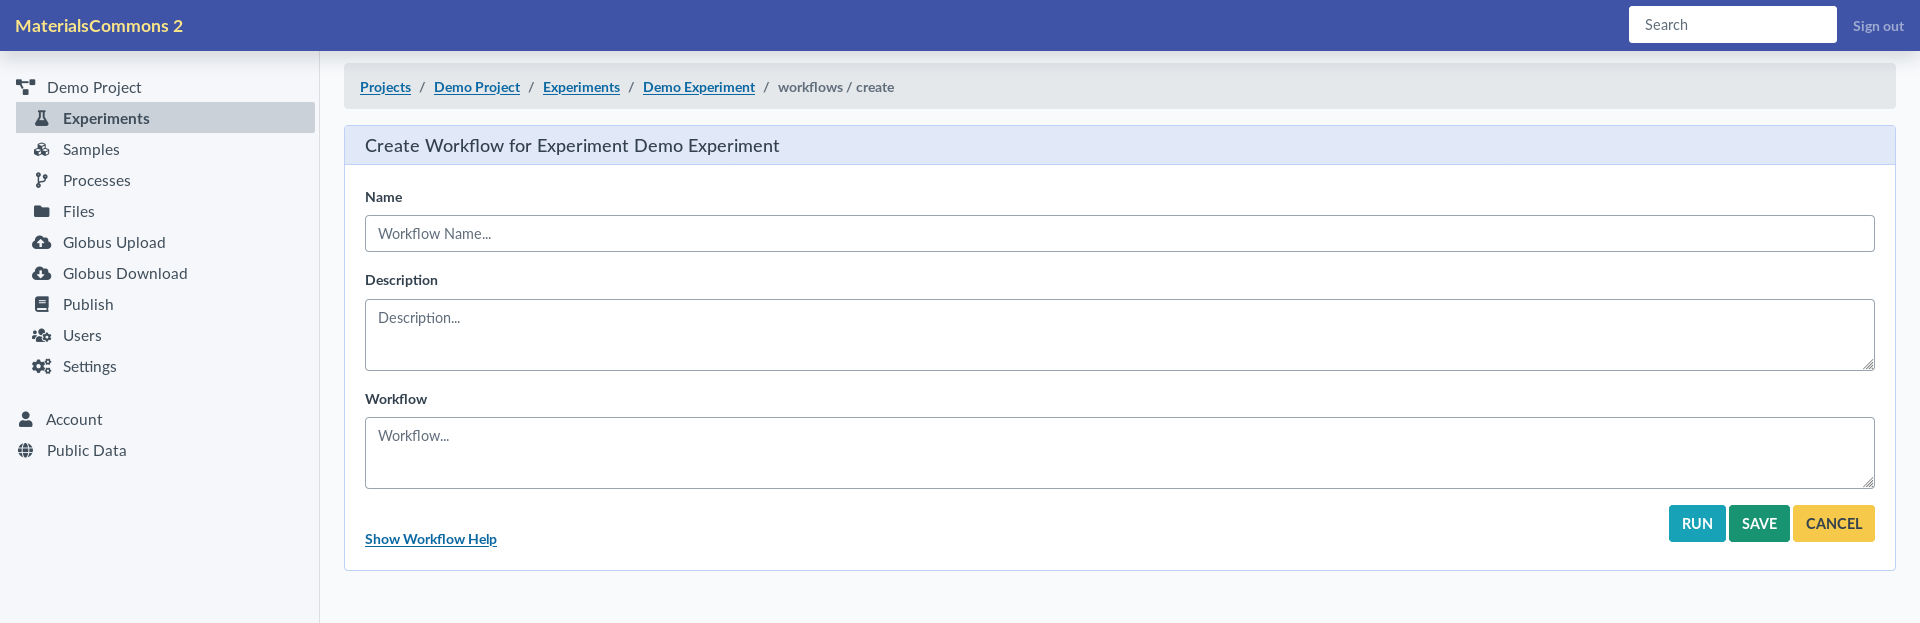 MaterialsCommons 2
Search
Sign out
Demo Project
Experiments
Samples
Processes
Files
Globus Upload
Globus Download
Publish
Users
Settings
Account
Public Data
Projects / Demo Project / Experiments / Demo Experiment / workflows / create
Create Workflow for Experiment Demo Experiment
Name
Workflow Name...
Description
Description...
Workflow
Workflow...
RUN SAVE CANCEL
Show Workflow Help